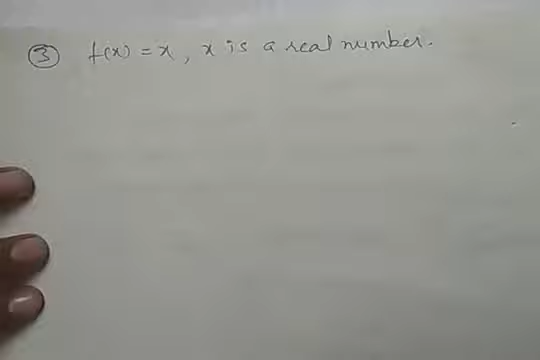 ③ f(x) = x, x is a real number.